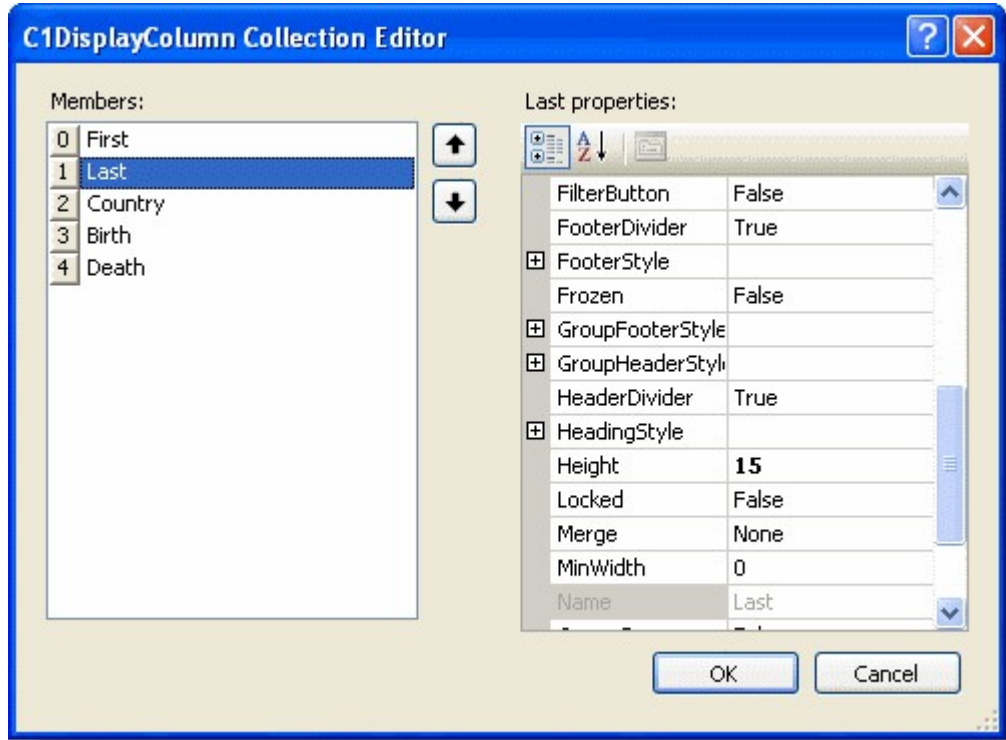 C1DisplayColumn Collection Editor
Members:
0 First
1 Last
2 Country
3 Birth
4 Death
Last properties:
A Z
FilterButton False
FooterDivider True
FooterStyle
Frozen False
GroupFooterStyle
GroupHeaderStyl
HeaderDivider True
HeadingStyle
Height 15
Locked False
Merge None
MinWidth 0
Name Last
OK Cancel